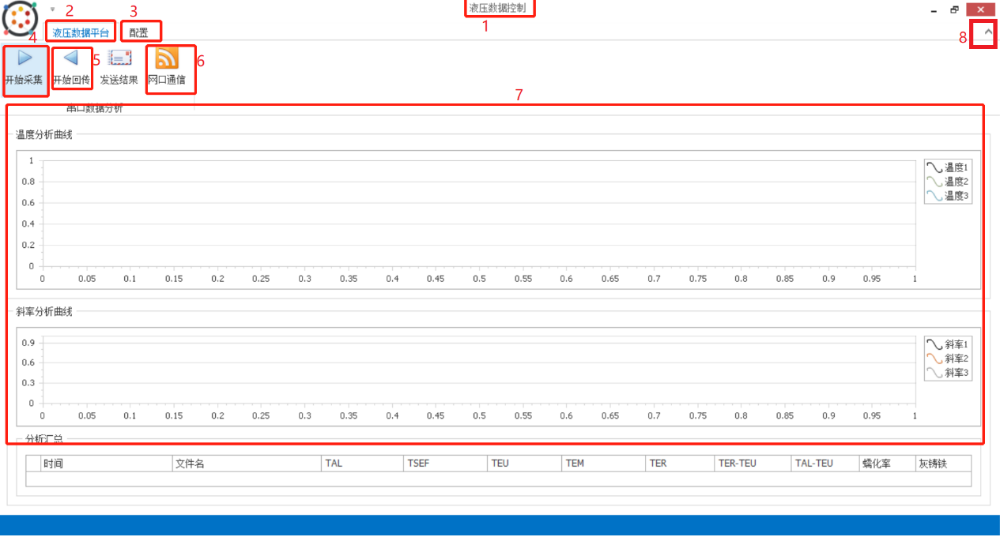 液压数据控制
1
2
3
液压数据平台
配置
8
4
5
6
开始采集
开始回传
发送结果
网口通信
7
串口数据分析
温度分析曲线
1
0.8
0.6
0.4
0.2
0
0 0.05 0.1 0.15 0.2 0.25 0.3 0.35 0.4 0.45 0.5 0.55 0.6 0.65 0.7 0.75 0.8 0.85 0.9 0.95 1
温度1
温度2
温度3
斜率分析曲线
0.9
0.6
0.3
0
0 0.05 0.1 0.15 0.2 0.25 0.3 0.35 0.4 0.45 0.5 0.55 0.6 0.65 0.7 0.75 0.8 0.85 0.9 0.95 1
斜率1
斜率2
斜率3
分析汇总
时间 文件名 TAL TSEF TEU TEM TER TER-TEU TAL-TEU 蠕化率 灰铸铁